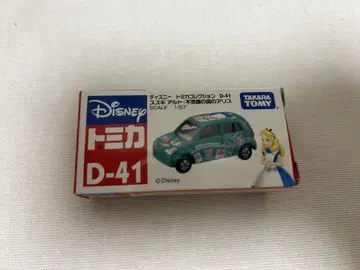 Disney
トミカ
D-41
ディズニー トミカコレクション D-41
スズキ アルト・不思議の国のアリス
SCALE 1/57
TAKARA
TOMY
© Disney